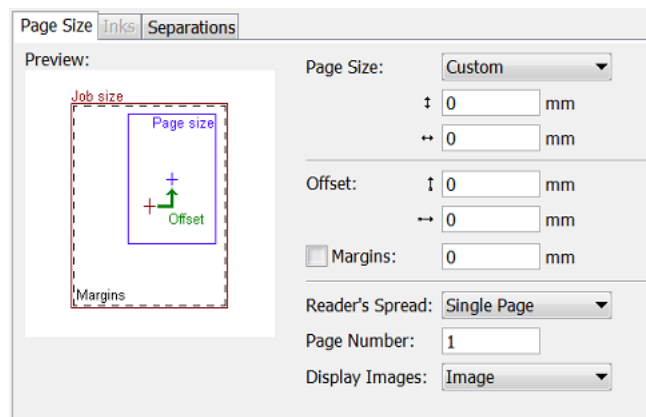 Page Size Inks Separations
Preview:
Job size
Page size
Offset
Margins
Page Size: Custom
0 mm
0 mm
Offset: 0 mm
0 mm
Margins: 0 mm
Reader's Spread: Single Page
Page Number: 1
Display Images: Image